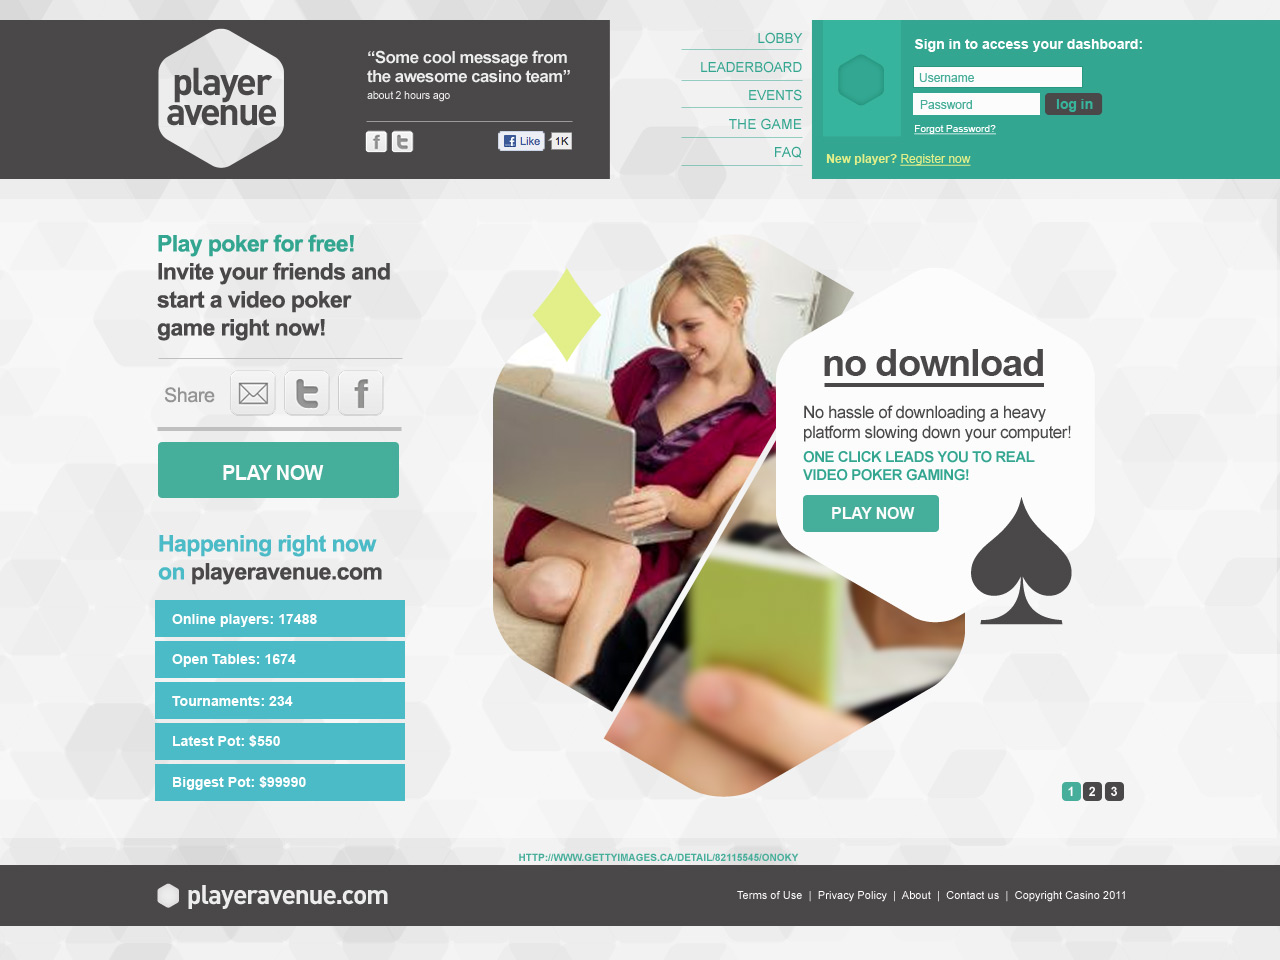 player
avenue
“Some cool message from
the awesome casino team”
about 2 hours ago
Like
1K
LOBBY
LEADERBOARD
EVENTS
THE GAME
FAQ
Sign in to access your dashboard:
Username
Password
log in
Forgot Password?
New player? Register now
Play poker for free!
Invite your friends and
start a video poker
game right now!
Share
PLAY NOW
Happening right now
on playeravenue.com
Online players: 17488
Open Tables: 1674
Tournaments: 234
Latest Pot: $550
Biggest Pot: $99990
no download
No hassle of downloading a heavy
platform slowing down your computer!
ONE CLICK LEADS YOU TO REAL
VIDEO POKER GAMING!
PLAY NOW
1 2 3
HTTP://WWW.GETTYIMAGES.CA/DETAIL/82115545/ONOKY
playeravenue.com
Terms of Use | Privacy Policy | About | Contact us | Copyright Casino 2011